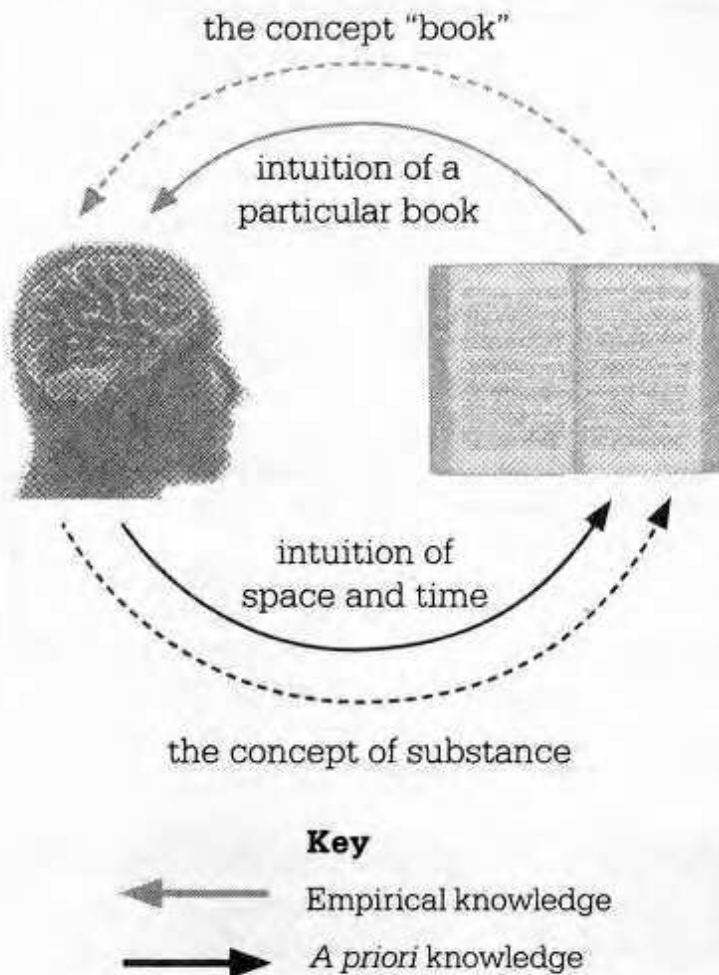 the concept “book”
intuition of a
particular book
intuition of
space and time
the concept of substance
Key
Empirical knowledge
A priori knowledge